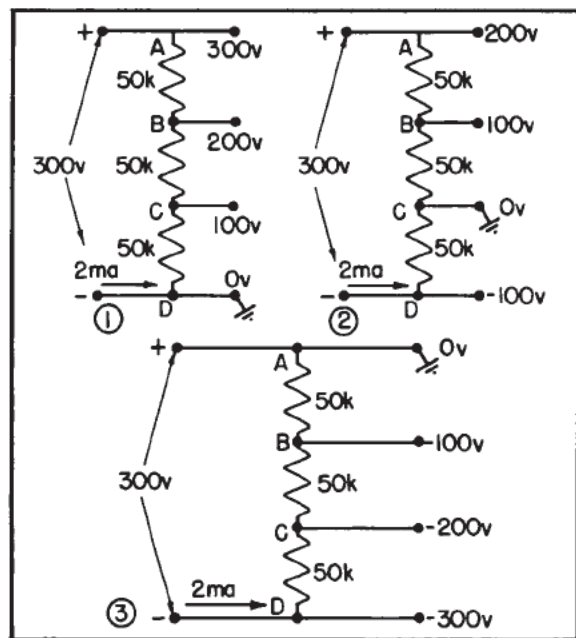 + A 300v
50k
B 200v
300v 50k
C 100v
50k
2ma 0v
- D
①
+ A 200v
50k
B 100v
300v 50k
C 0v
50k
2ma
- D -100v
②
+ A 0v
50k
B -100v
300v 50k
C -200v
50k
2ma D
③ - -300v